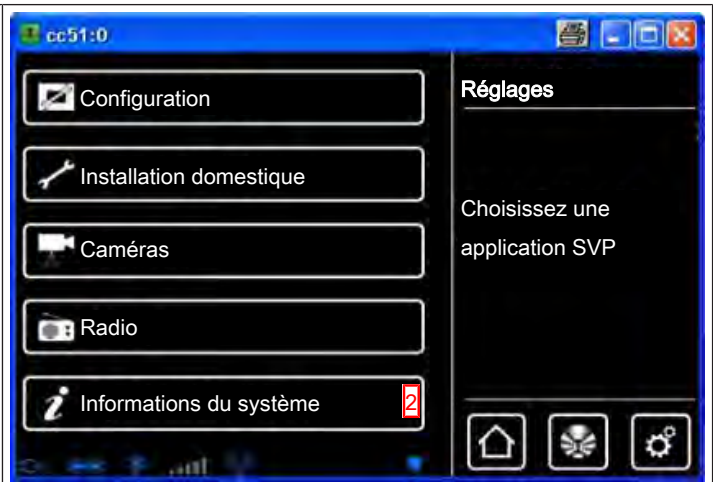 cc51:0
Configuration
Installation domestique
Caméras
Radio
Informations du système 2
Réglages
Choisissez une
application SVP